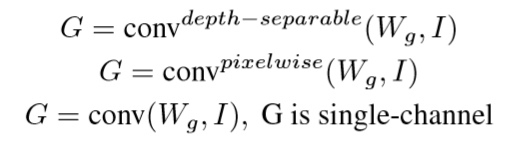 G = conv^{depth-separable}(W_g, I)
G = conv^{pixelwise}(W_g, I)
G = conv(W_g, I), G is single-channel